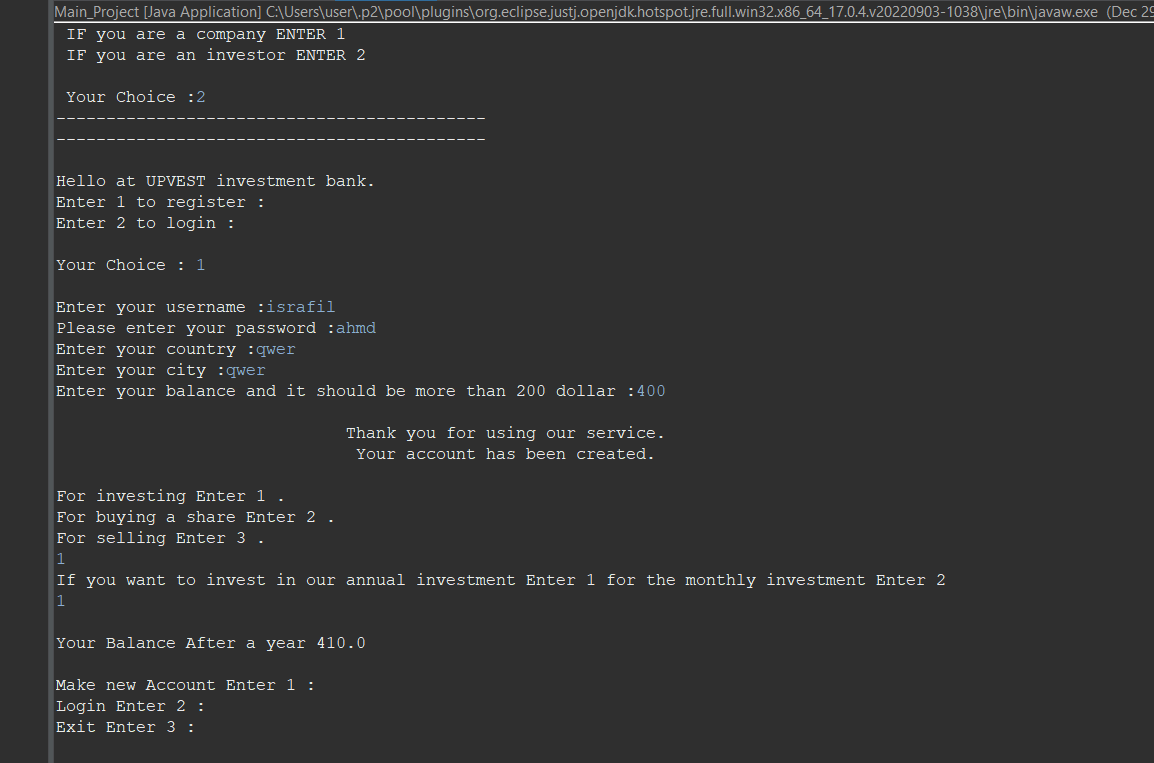 Main_Project [Java Application] C:\Users\user\.p2\pool\plugins\org.eclipse.justj.openjdk.hotspot.jre.full.win32.x86_64_17.0.4.v20220903-1038\jre\bin\javaw.exe (Dec 29
IF you are a company ENTER 1
IF you are an investor ENTER 2
Your Choice :2
-------------------------------------------
-------------------------------------------
Hello at UPVEST investment bank.
Enter 1 to register :
Enter 2 to login :
Your Choice : 1
Enter your username :israfil
Please enter your password :ahmd
Enter your country :qwer
Enter your city :qwer
Enter your balance and it should be more than 200 dollar :400
Thank you for using our service.
Your account has been created.
For investing Enter 1 .
For buying a share Enter 2 .
For selling Enter 3 .
1
If you want to invest in our annual investment Enter 1 for the monthly investment Enter 2
1
Your Balance After a year 410.0
Make new Account Enter 1 :
Login Enter 2 :
Exit Enter 3 :